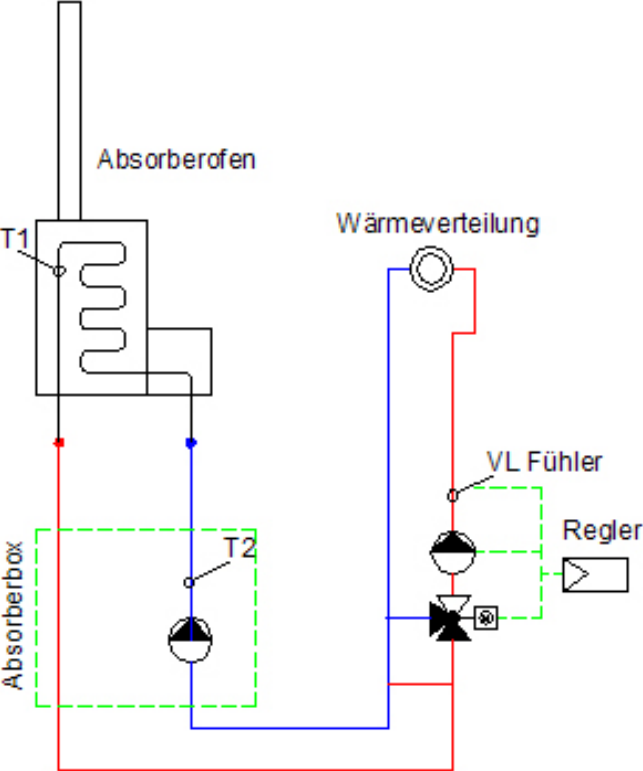 Absorberofen
T1
Wärmeverteilung
VL Fühler
Regler
T2
Absorberbox